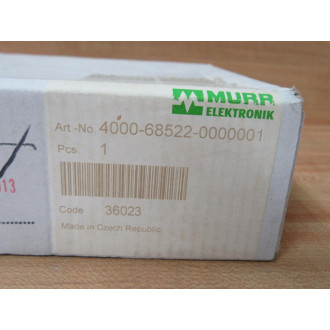 MURR
ELEKTRONIK
Art.-No. 4000-68522-0000001
Pcs. 1
Code 36023
Made in Czech Republic